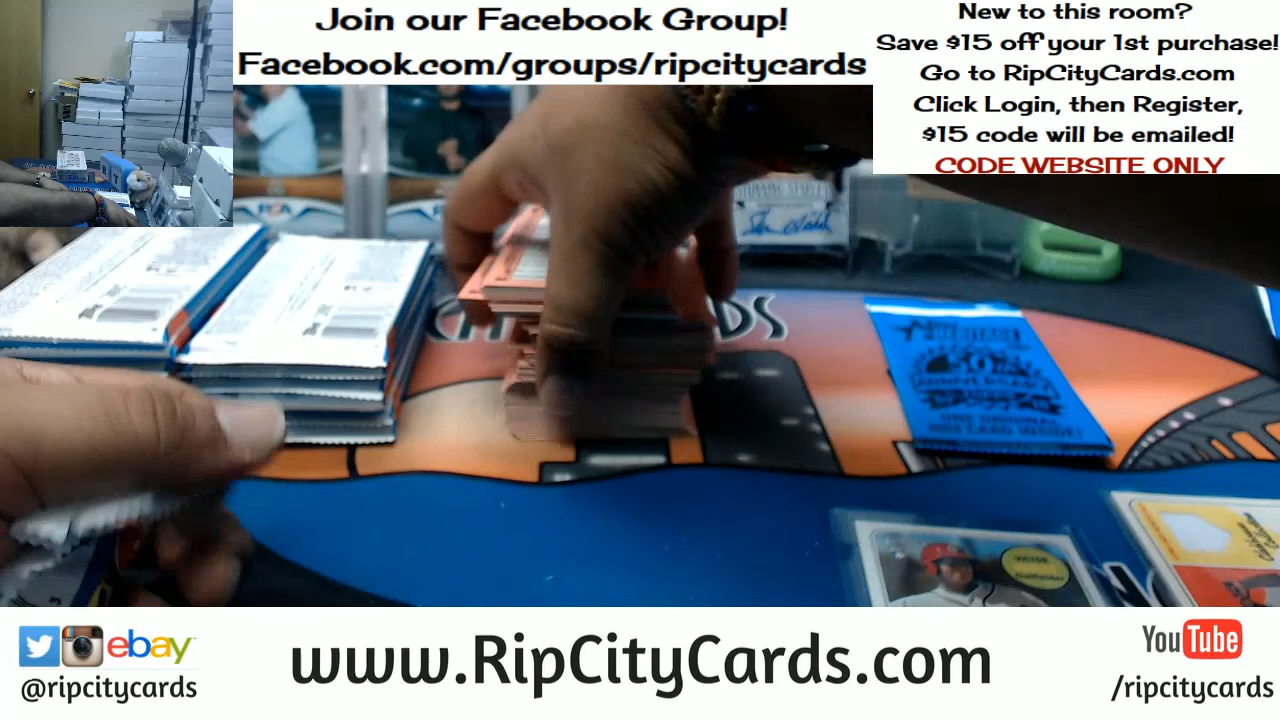 Join our Facebook Group!
Facebook.com/groups/ripcitycards
New to this room?
Save $15 off your 1st purchase!
Go to RipCityCards.com
Click Login, then Register,
$15 code will be emailed!
CODE WEBSITE ONLY
ONE ORIGINAL
ebay
@ripcitycards
www.RipCityCards.com
YouTube
/ripcitycards